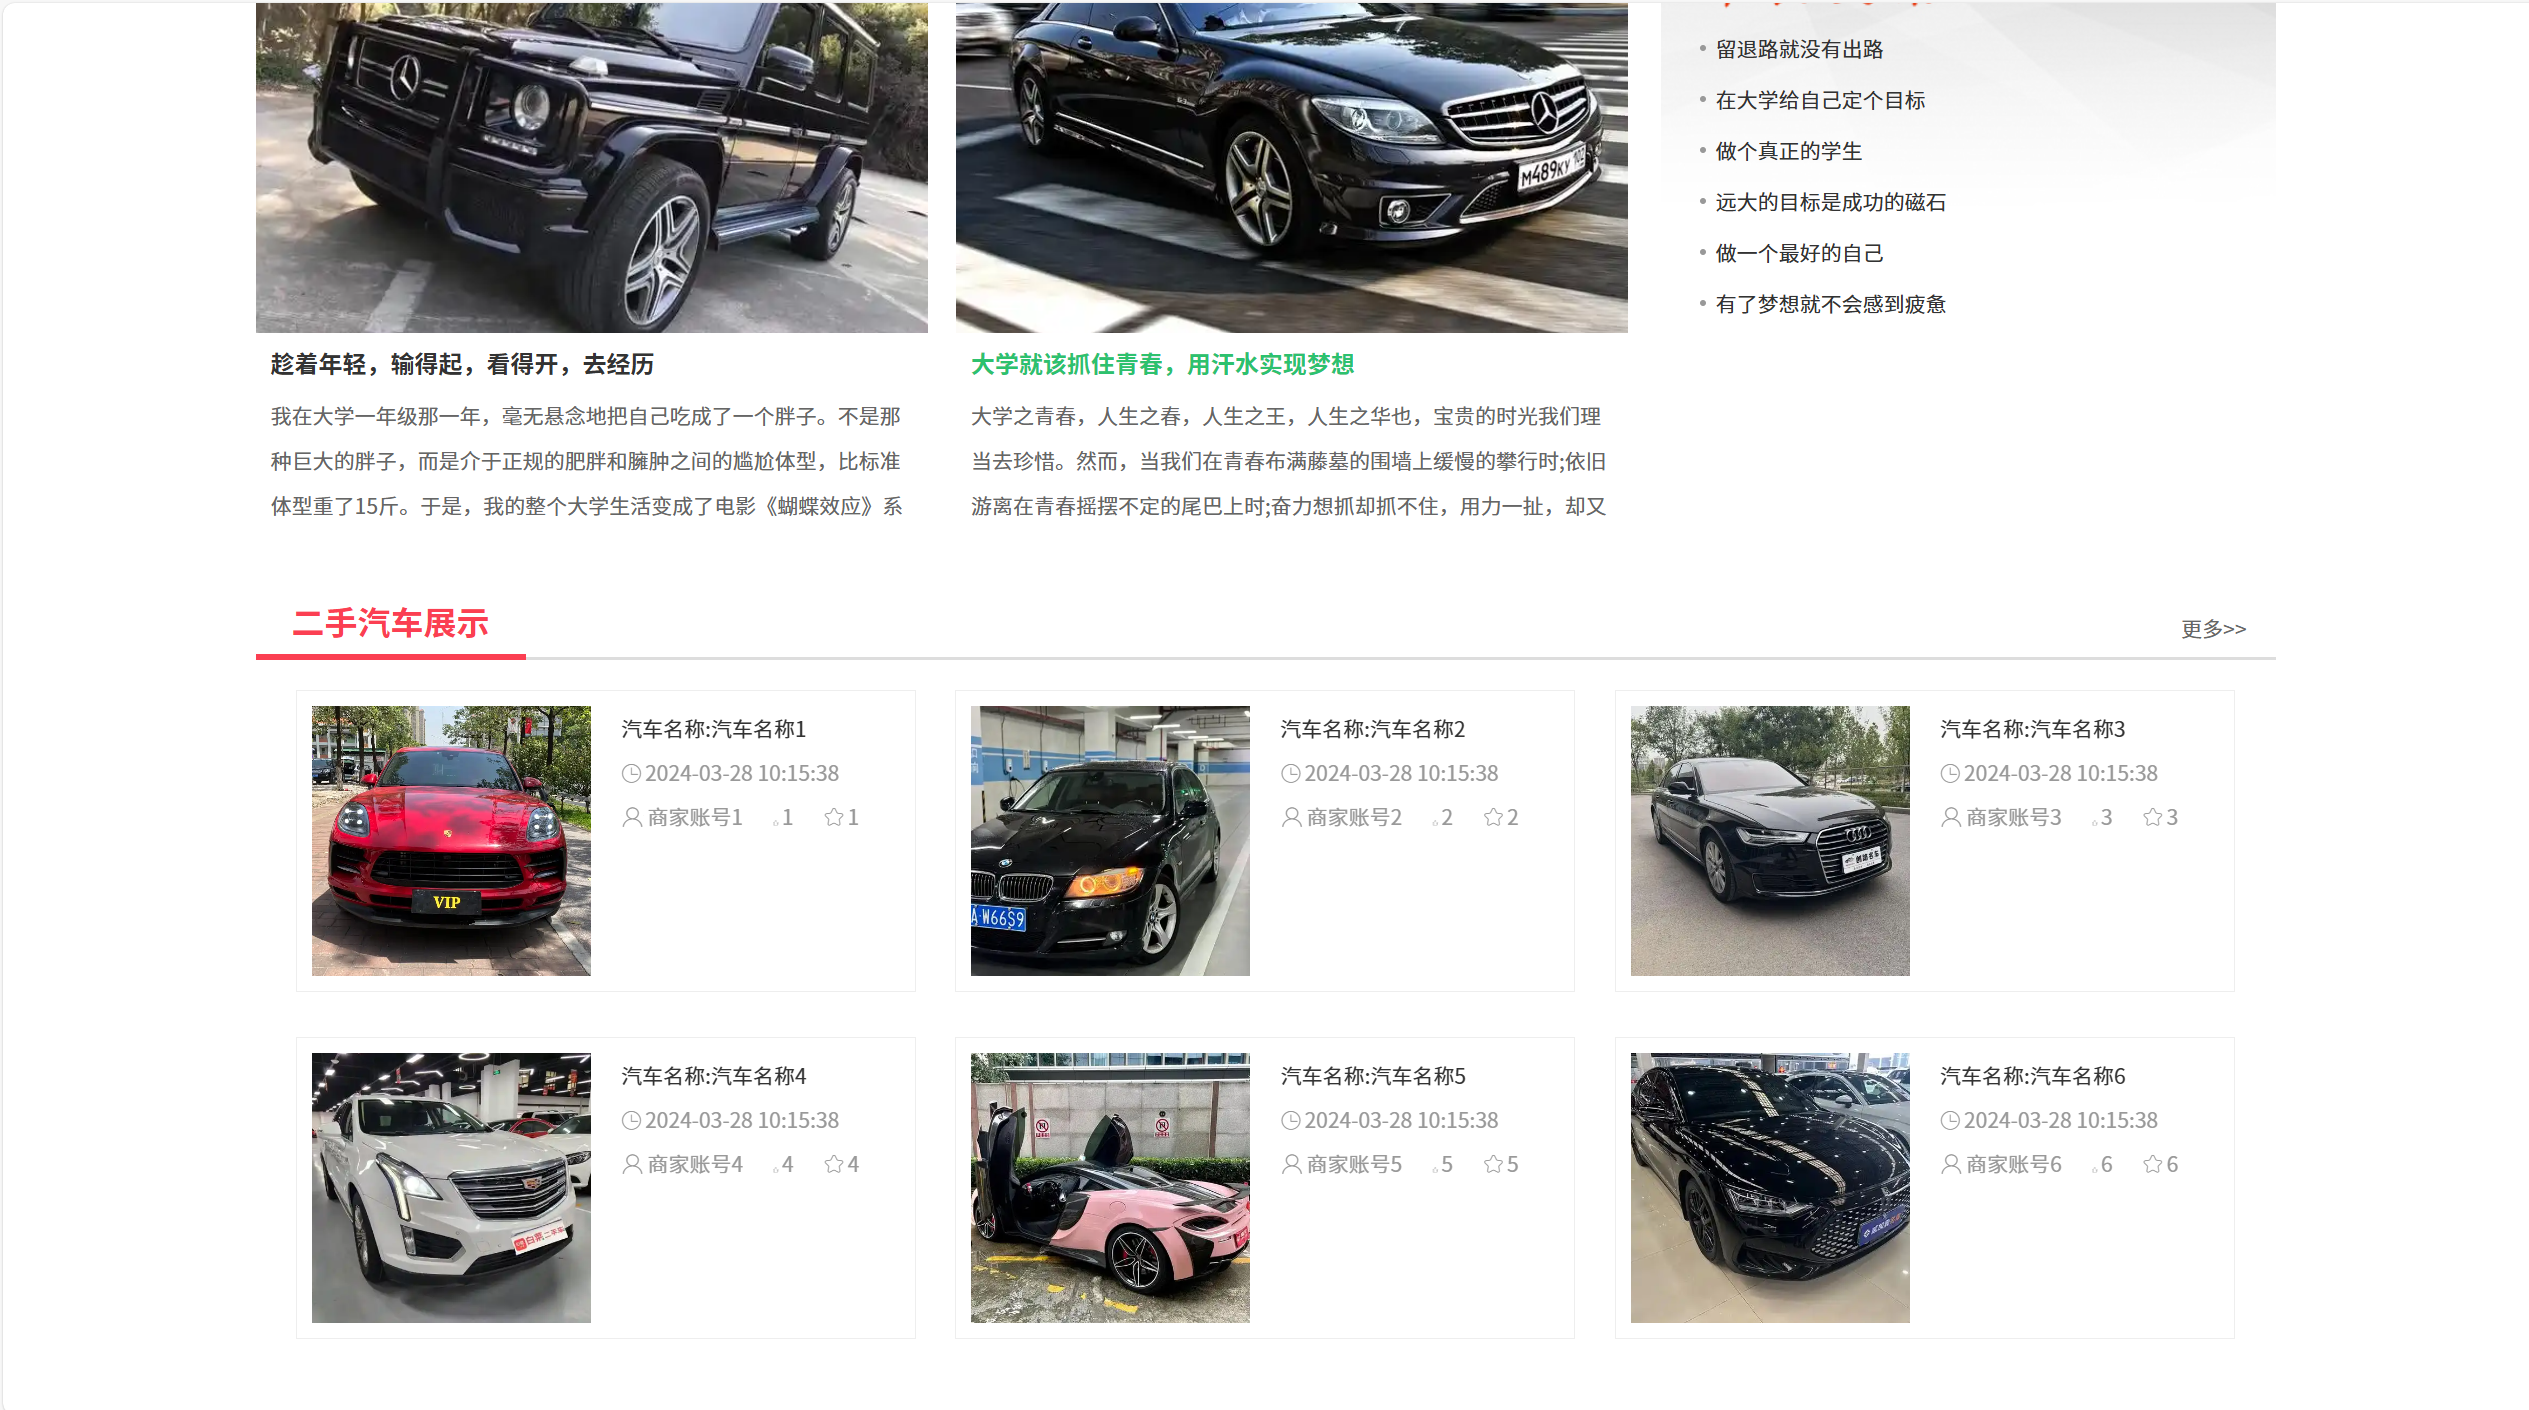 M489KY 102
留退路就没有出路
在大学给自己定个目标
做个真正的学生
远大的目标是成功的磁石
做一个最好的自己
有了梦想就不会感到疲惫
趁着年轻，输得起，看得开，去经历
我在大学一年级那一年，毫无悬念地把自己吃成了一个胖子。不是那
种巨大的胖子，而是介于正规的肥胖和臃肿之间的尴尬体型，比标准
体型重了15斤。于是，我的整个大学生活变成了电影《蝴蝶效应》系
大学就该抓住青春，用汗水实现梦想
大学之青春，人生之春，人生之王，人生之华也，宝贵的时光我们理
当去珍惜。然而，当我们在青春布满藤墓的围墙上缓慢的攀行时;依旧
游离在青春摇摆不定的尾巴上时;奋力想抓却抓不住，用力一扯，却又
二手汽车展示
更多>>
VIP
汽车名称:汽车名称1
2024-03-28 10:15:38
商家账号1 1 1
W66S9
汽车名称:汽车名称2
2024-03-28 10:15:38
商家账号2 2 2
汽车名称:汽车名称3
2024-03-28 10:15:38
商家账号3 3 3
白菜二手车
汽车名称:汽车名称4
2024-03-28 10:15:38
商家账号4 4 4
汽车名称:汽车名称5
2024-03-28 10:15:38
商家账号5 5 5
汽车名称:汽车名称6
2024-03-28 10:15:38
商家账号6 6 6